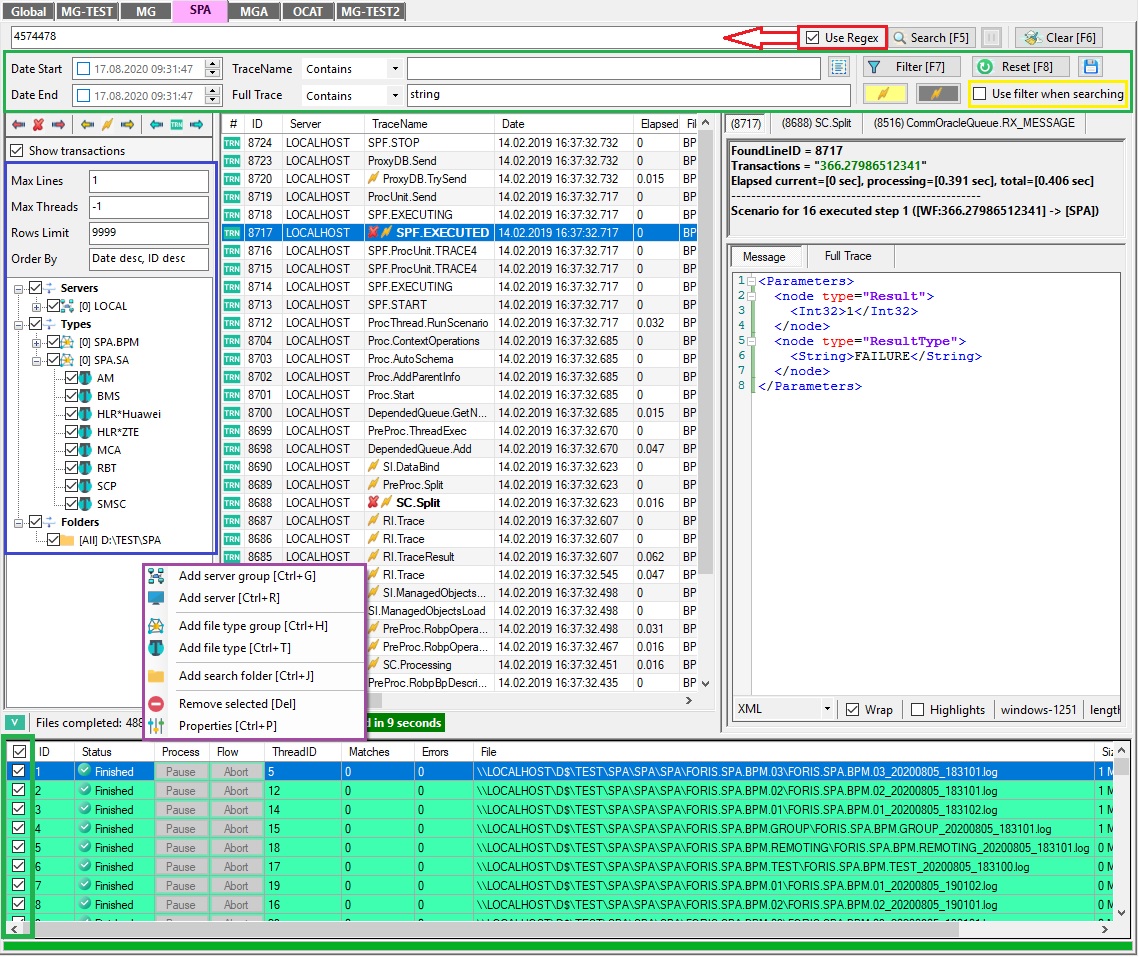 Global MG-TEST MG SPA MGA OCAT MG-TEST2
4574478 Use Regex Search [F5] Clear [F6]
Date Start 17.08.2020 09:31:47 TraceName Contains Filter [F7] Reset [F8]
Date End 17.08.2020 09:31:47 Full Trace Contains string Use filter when searching
TRN
Show transactions
Max Lines 1
Max Threads -1
Rows Limit 9999
Order By Date desc, ID desc
Servers
[0] LOCAL
Types
[0] SPA.BPM
[0] SPA.SA
AM
BMS
HLR*Huawei
HLR*ZTE
MCA
RBT
SCP
SMSC
Folders
[All] D:\TEST\SPA
# ID Server TraceName Date Elapsed Fil
TRN 8724 LOCALHOST SPF.STOP 14.02.2019 16:37:32.732 0 BP
TRN 8723 LOCALHOST ProxyDB.Send 14.02.2019 16:37:32.732 0 BP
TRN 8720 LOCALHOST ProxyDB.TrySend 14.02.2019 16:37:32.732 0.015 BP
TRN 8719 LOCALHOST ProcUnit.Send 14.02.2019 16:37:32.717 0 BP
TRN 8718 LOCALHOST SPF.EXECUTING 14.02.2019 16:37:32.717 0 BP
TRN 8717 LOCALHOST SPF.EXECUTED 14.02.2019 16:37:32.717 0 BP
TRN 8716 LOCALHOST SPF.ProcUnit.TRACE4 14.02.2019 16:37:32.717 0 BP
TRN 8715 LOCALHOST SPF.ProcUnit.TRACE4 14.02.2019 16:37:32.717 0 BP
TRN 8714 LOCALHOST SPF.EXECUTING 14.02.2019 16:37:32.717 0 BP
TRN 8713 LOCALHOST SPF.START 14.02.2019 16:37:32.717 0 BP
TRN 8712 LOCALHOST ProcThread.RunScenario 14.02.2019 16:37:32.717 0.032 BP
TRN 8704 LOCALHOST Proc.ContextOperations 14.02.2019 16:37:32.685 0 BP
TRN 8703 LOCALHOST Proc.AutoSchema 14.02.2019 16:37:32.685 0 BP
TRN 8702 LOCALHOST Proc.AddParentInfo 14.02.2019 16:37:32.685 0 BP
TRN 8701 LOCALHOST Proc.Start 14.02.2019 16:37:32.685 0 BP
TRN 8700 LOCALHOST DependedQueue.GetN... 14.02.2019 16:37:32.685 0.015 BP
TRN 8699 LOCALHOST PreProc.ThreadExec 14.02.2019 16:37:32.670 0 BP
TRN 8698 LOCALHOST DependedQueue.Add 14.02.2019 16:37:32.670 0.047 BP
TRN 8690 LOCALHOST SI.DataBind 14.02.2019 16:37:32.623 0 BP
TRN 8689 LOCALHOST PreProc.Split 14.02.2019 16:37:32.623 0 BP
TRN 8688 LOCALHOST SC.Split 14.02.2019 16:37:32.623 0.016 BP
TRN 8687 LOCALHOST RI.Trace 14.02.2019 16:37:32.607 0 BP
TRN 8686 LOCALHOST RI.Trace 14.02.2019 16:37:32.607 0 BP
TRN 8685 LOCALHOST RI.TraceResult 14.02.2019 16:37:32.607 0.062 BP
RI.Trace 14.02.2019 16:37:32.545 0.047 BP
SI.ManagedObjects... 14.02.2019 16:37:32.498 0 BP
SI.ManagedObjectsLoad 14.02.2019 16:37:32.498 0 BP
PreProc.RobpOpera... 14.02.2019 16:37:32.498 0.031 BP
PreProc.RobpOpera... 14.02.2019 16:37:32.467 0.016 BP
SC.Processing 14.02.2019 16:37:32.451 0.016 BP
PreProc.RobpBpDescri... 14.02.2019 16:37:32.435 0 BP
Add server group [Ctrl+G]
Add server [Ctrl+R]
Add file type group [Ctrl+H]
Add file type [Ctrl+T]
Add search folder [Ctrl+J]
Remove selected [Del]
Properties [Ctrl+P]
(8717) (8688) SC.Split (8516) CommOracleQueue.RX_MESSAGE
FoundLineID = 8717
Transactions = "366.27986512341"
Elapsed current=[0 sec], processing=[0.391 sec], total=[0.406 sec]
------------------------------------------------
Scenario for 16 executed step 1 ([WF:366.27986512341] -> [SPA])
Message Full Trace
1 <Parameters>
2 <node type="Result">
3 <Int32>1</Int32>
4 </node>
5 <node type="ResultType">
6 <String>FAILURE</String>
7 </node>
8 </Parameters>
XML Wrap Highlights windows-1251 length
V Files completed: 488 d in 9 seconds
ID Status Process Flow ThreadID Matches Errors File Siz
1 Finished Pause Abort 5 0 0 \\LOCALHOST\D$\TEST\SPA\SPA\SPA\FORIS.SPA.BPM.03\FORIS.SPA.BPM.03_20200805_183101.log 1 M
2 Finished Pause Abort 12 0 0 \\LOCALHOST\D$\TEST\SPA\SPA\SPA\FORIS.SPA.BPM.02\FORIS.SPA.BPM.02_20200805_183101.log 1 M
3 Finished Pause Abort 14 0 0 \\LOCALHOST\D$\TEST\SPA\SPA\SPA\FORIS.SPA.BPM.01\FORIS.SPA.BPM.01_20200805_183102.log 1 M
4 Finished Pause Abort 15 0 0 \\LOCALHOST\D$\TEST\SPA\SPA\SPA\FORIS.SPA.BPM.GROUP\FORIS.SPA.BPM.GROUP_20200805_183101.log 1 M
5 Finished Pause Abort 18 0 0 \\LOCALHOST\D$\TEST\SPA\SPA\SPA\FORIS.SPA.BPM.REMOTING\FORIS.SPA.BPM.REMOTING_20200805_183101.log 0 M
6 Finished Pause Abort 17 0 0 \\LOCALHOST\D$\TEST\SPA\SPA\SPA\FORIS.SPA.BPM.TEST\FORIS.SPA.BPM.TEST_20200805_183100.log 0 M
7 Finished Pause Abort 19 0 0 \\LOCALHOST\D$\TEST\SPA\SPA\SPA\FORIS.SPA.BPM.01\FORIS.SPA.BPM.01_20200805_190102.log 0 M
8 Finished Pause Abort 16 0 0 \\LOCALHOST\D$\TEST\SPA\SPA\SPA\FORIS.SPA.BPM.02\FORIS.SPA.BPM.02_20200805_190101.log 0 M